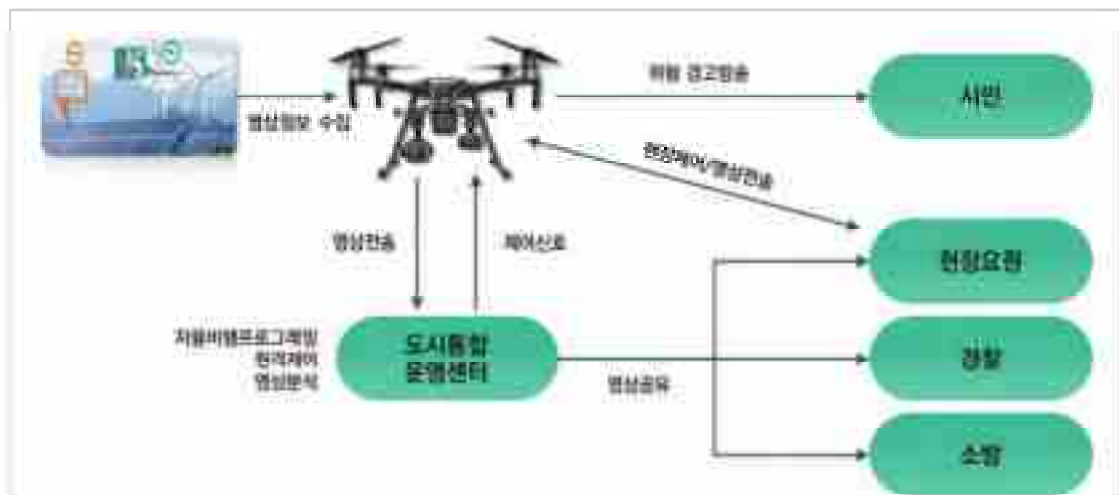 위험 경고방송
시민
영상정보 수집
현장제어/영상전송
영상전송
제어신호
현장요원
자율비행프로그래밍
원격제어
영상분석
도시통합
운영센터
영상공유
경찰
소방